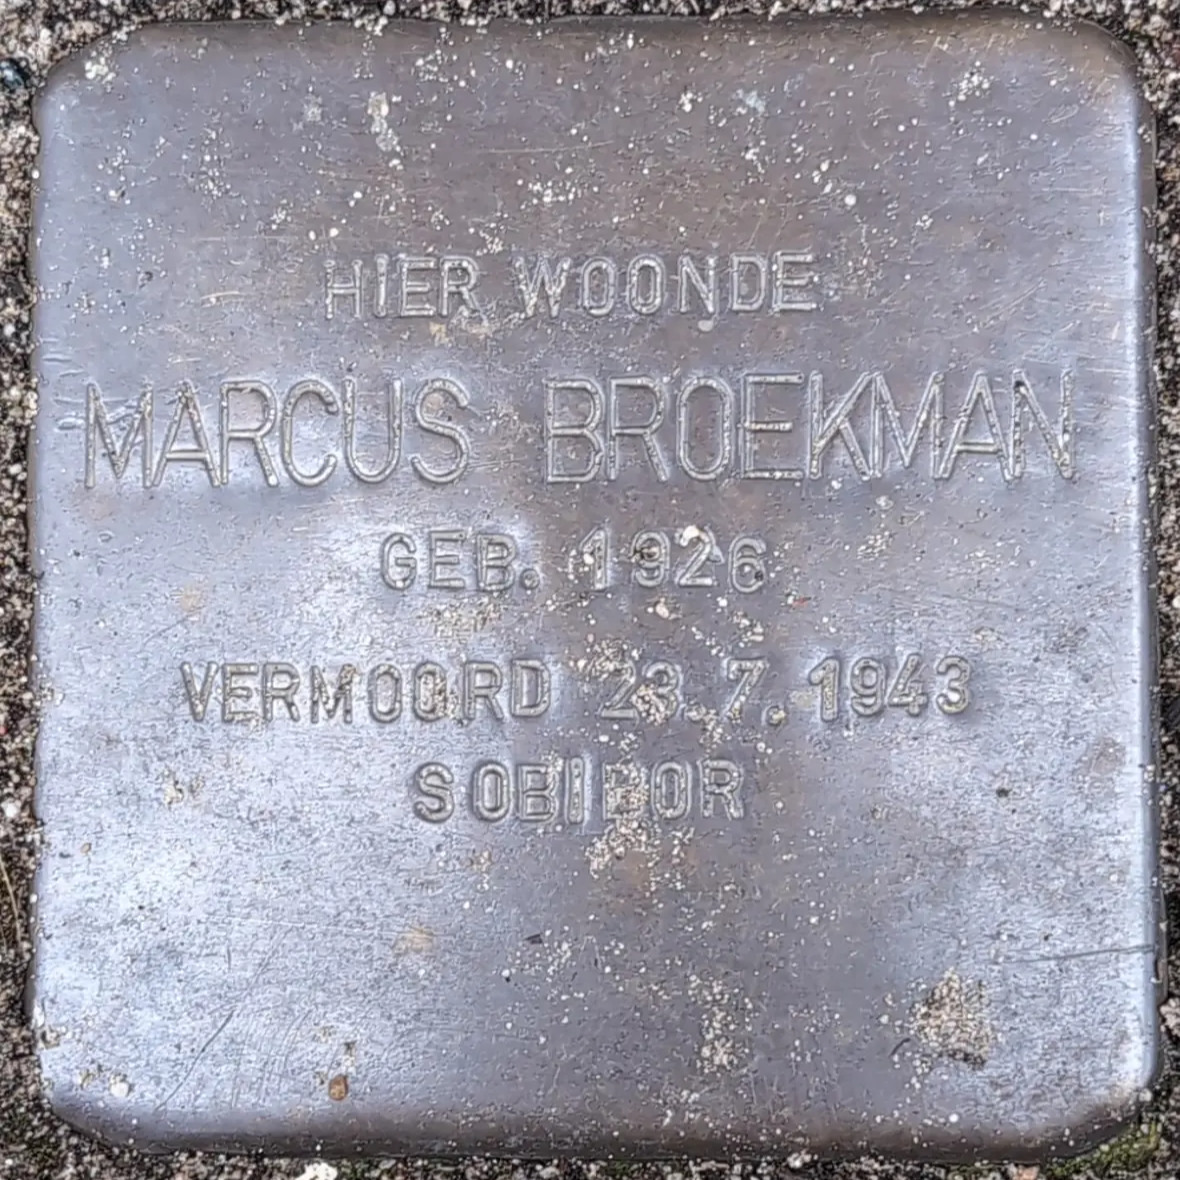 HIER WOONDE
MARCUS BROEKMAN
GEB. 1926
VERMOORD 23.7.1943
SOBIBOR